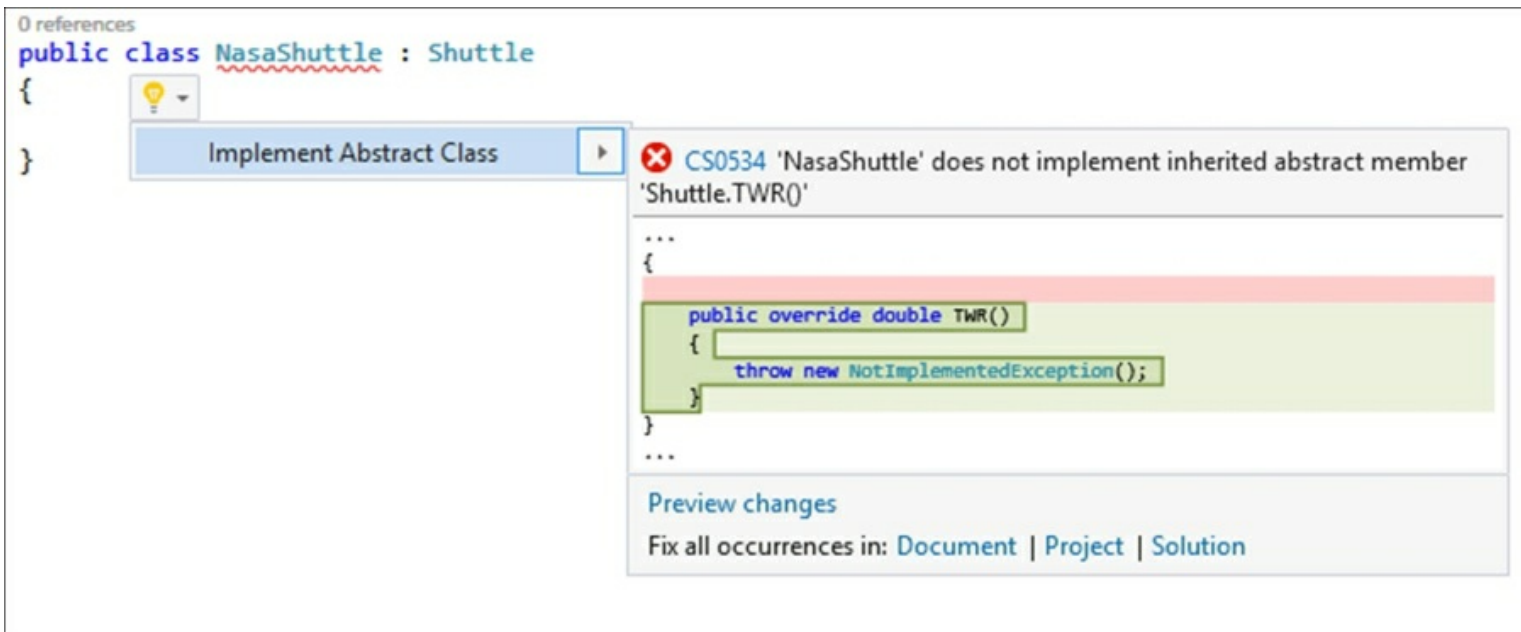 0 references
public class NasaShuttle : Shuttle
{
}
Implement Abstract Class
CS0534 'NasaShuttle' does not implement inherited abstract member
'Shuttle.TWR()'
...
{
public override double TWR()
{
throw new NotImplementedException();
}
}
...
Preview changes
Fix all occurrences in: Document | Project | Solution